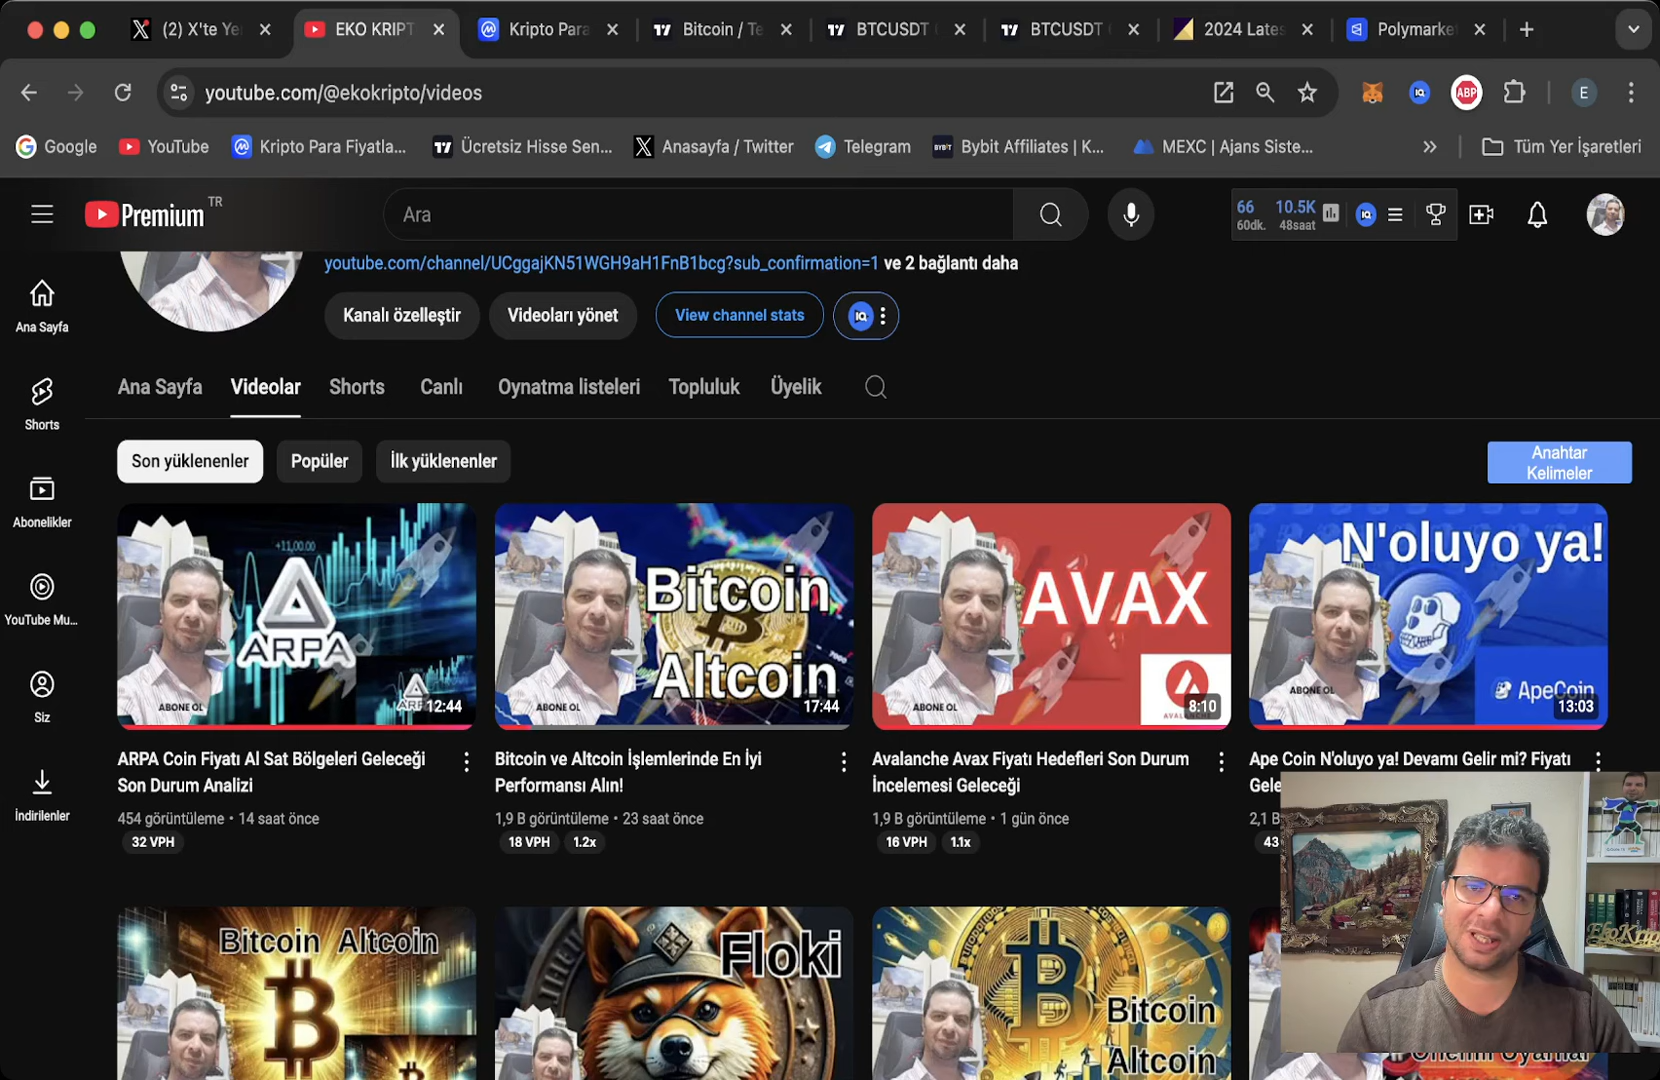 (2) X'te Ye
EKO KRIPT
Kripto Para
Bitcoin / Te
BTCUSDT
BTCUSDT
2024 Lates
Polymarke
youtube.com/@ekokripto/videos
ABP
E
Google
YouTube
Kripto Para Fiyatla...
Ücretsiz Hisse Sen...
Anasayfa / Twitter
Telegram
BYBIT
Bybit Affiliates | K...
MEXC | Ajans Siste...
Tüm Yer İşaretleri
Premium TR
Ara
66 10.5K
60dk. 48saat
youtube.com/channel/UCggajKN51WGH9aH1FnB1bcg?sub_confirmation=1 ve 2 bağlantı daha
Kanalı özelleştir
Videoları yönet
View channel stats
Ana Sayfa
Shorts
Abonelikler
YouTube Mu...
Siz
İndirilenler
Ana Sayfa
Videolar
Shorts
Canlı
Oynatma listeleri
Topluluk
Üyelik
Son yüklenenler
Popüler
İlk yüklenenler
Anahtar
Kelimeler
+11,00.00
ARPA
ABONE OL
12:44
Bitcoin
Altcoin
ABONE OL
17:44
AVAX
ABONE OL
8:10
N'oluyo ya!
ApeCoin
ABONE OL
13:03
ARPA Coin Fiyatı Al Sat Bölgeleri Geleceği
Son Durum Analizi
454 görüntüleme • 14 saat önce
32 VPH
Bitcoin ve Altcoin İşlemlerinde En İyi
Performansı Alın!
1,9 B görüntüleme • 23 saat önce
18 VPH
1.2x
Avalanche Avax Fiyatı Hedefleri Son Durum
İncelemesi Geleceği
1,9 B görüntüleme • 1 gün önce
16 VPH
1.1x
Ape Coin N'oluyo ya! Devamı Gelir mi? Fiyatı
Gele
2,1 B
43
Bitcoin Altcoin
Floki
Bitcoin
Altcoin